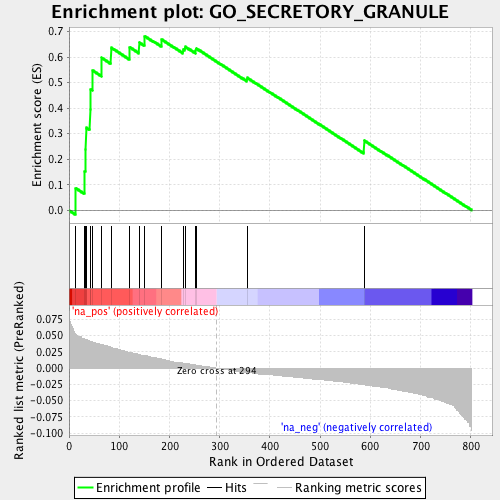 Enrichment plot: GO_SECRETORY_GRANULE
Enrichment score (ES)
0.7
0.6
0.5
0.4
0.3
0.2
0.1
0.0
'na_pos' (positively correlated)
Ranked list metric (PreRanked)
0.075
0.050
0.025
0.000
-0.025
-0.050
-0.075
-0.100
Zero cross at 294
'na_neg' (negatively correlated)
0 100 200 300 400 500 600 700 800
Rank in Ordered Dataset
Enrichment profile Hits Ranking metric scores